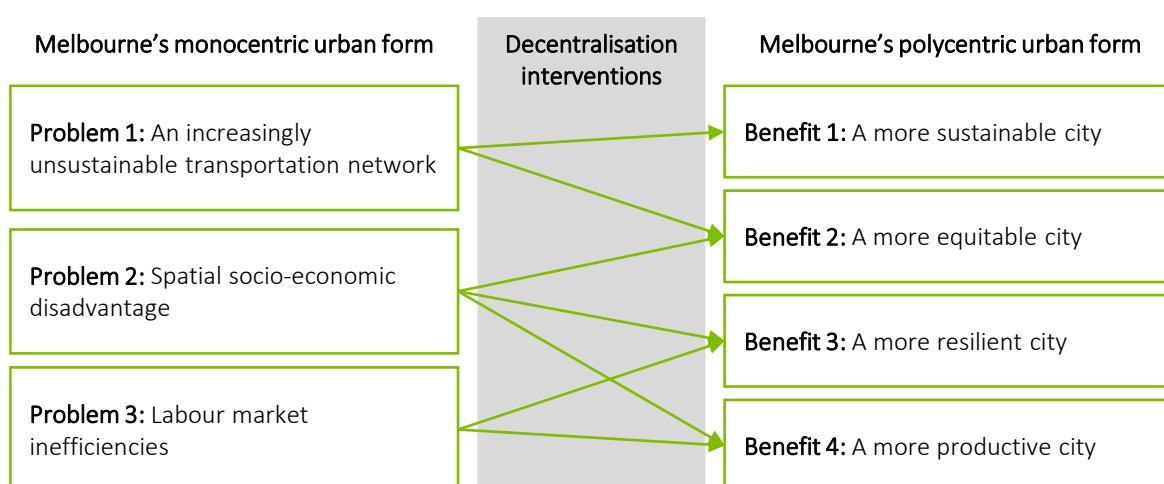 Melbourne's monocentric urban form
Decentralisation
interventions
Melbourne's polycentric urban form
Problem 1: An increasingly
unsustainable transportation network
Problem 2: Spatial socio-economic
disadvantage
Problem 3: Labour market
inefficiencies
Benefit 1: A more sustainable city
Benefit 2: A more equitable city
Benefit 3: A more resilient city
Benefit 4: A more productive city